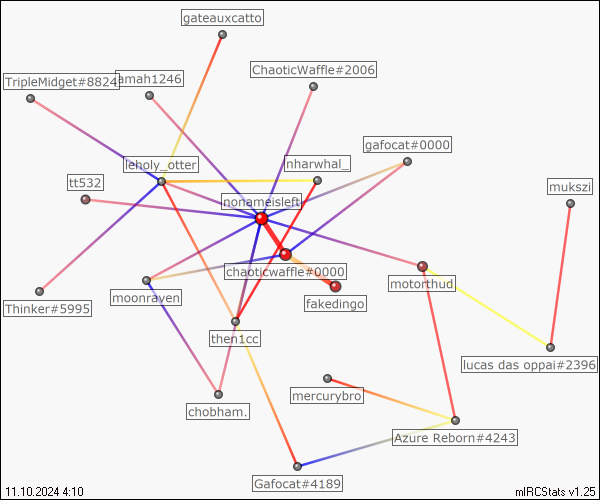 gateauxcatto
ChaoticWaffle#2006
TripleMidget#8824
amah1246
gafocat#0000
leholy_otter
nharwhal_
tt532
mukszi
nonameisleft
chaoticwaffle#0000
motorthud
moonraven
fakedingo
Thinker#5995
then1cc
lucas das oppai#2396
mercurybro
chobham.
Azure Reborn#4243
Gafocat#4189
11.10.2024 4:10
mIRCStats v1.25